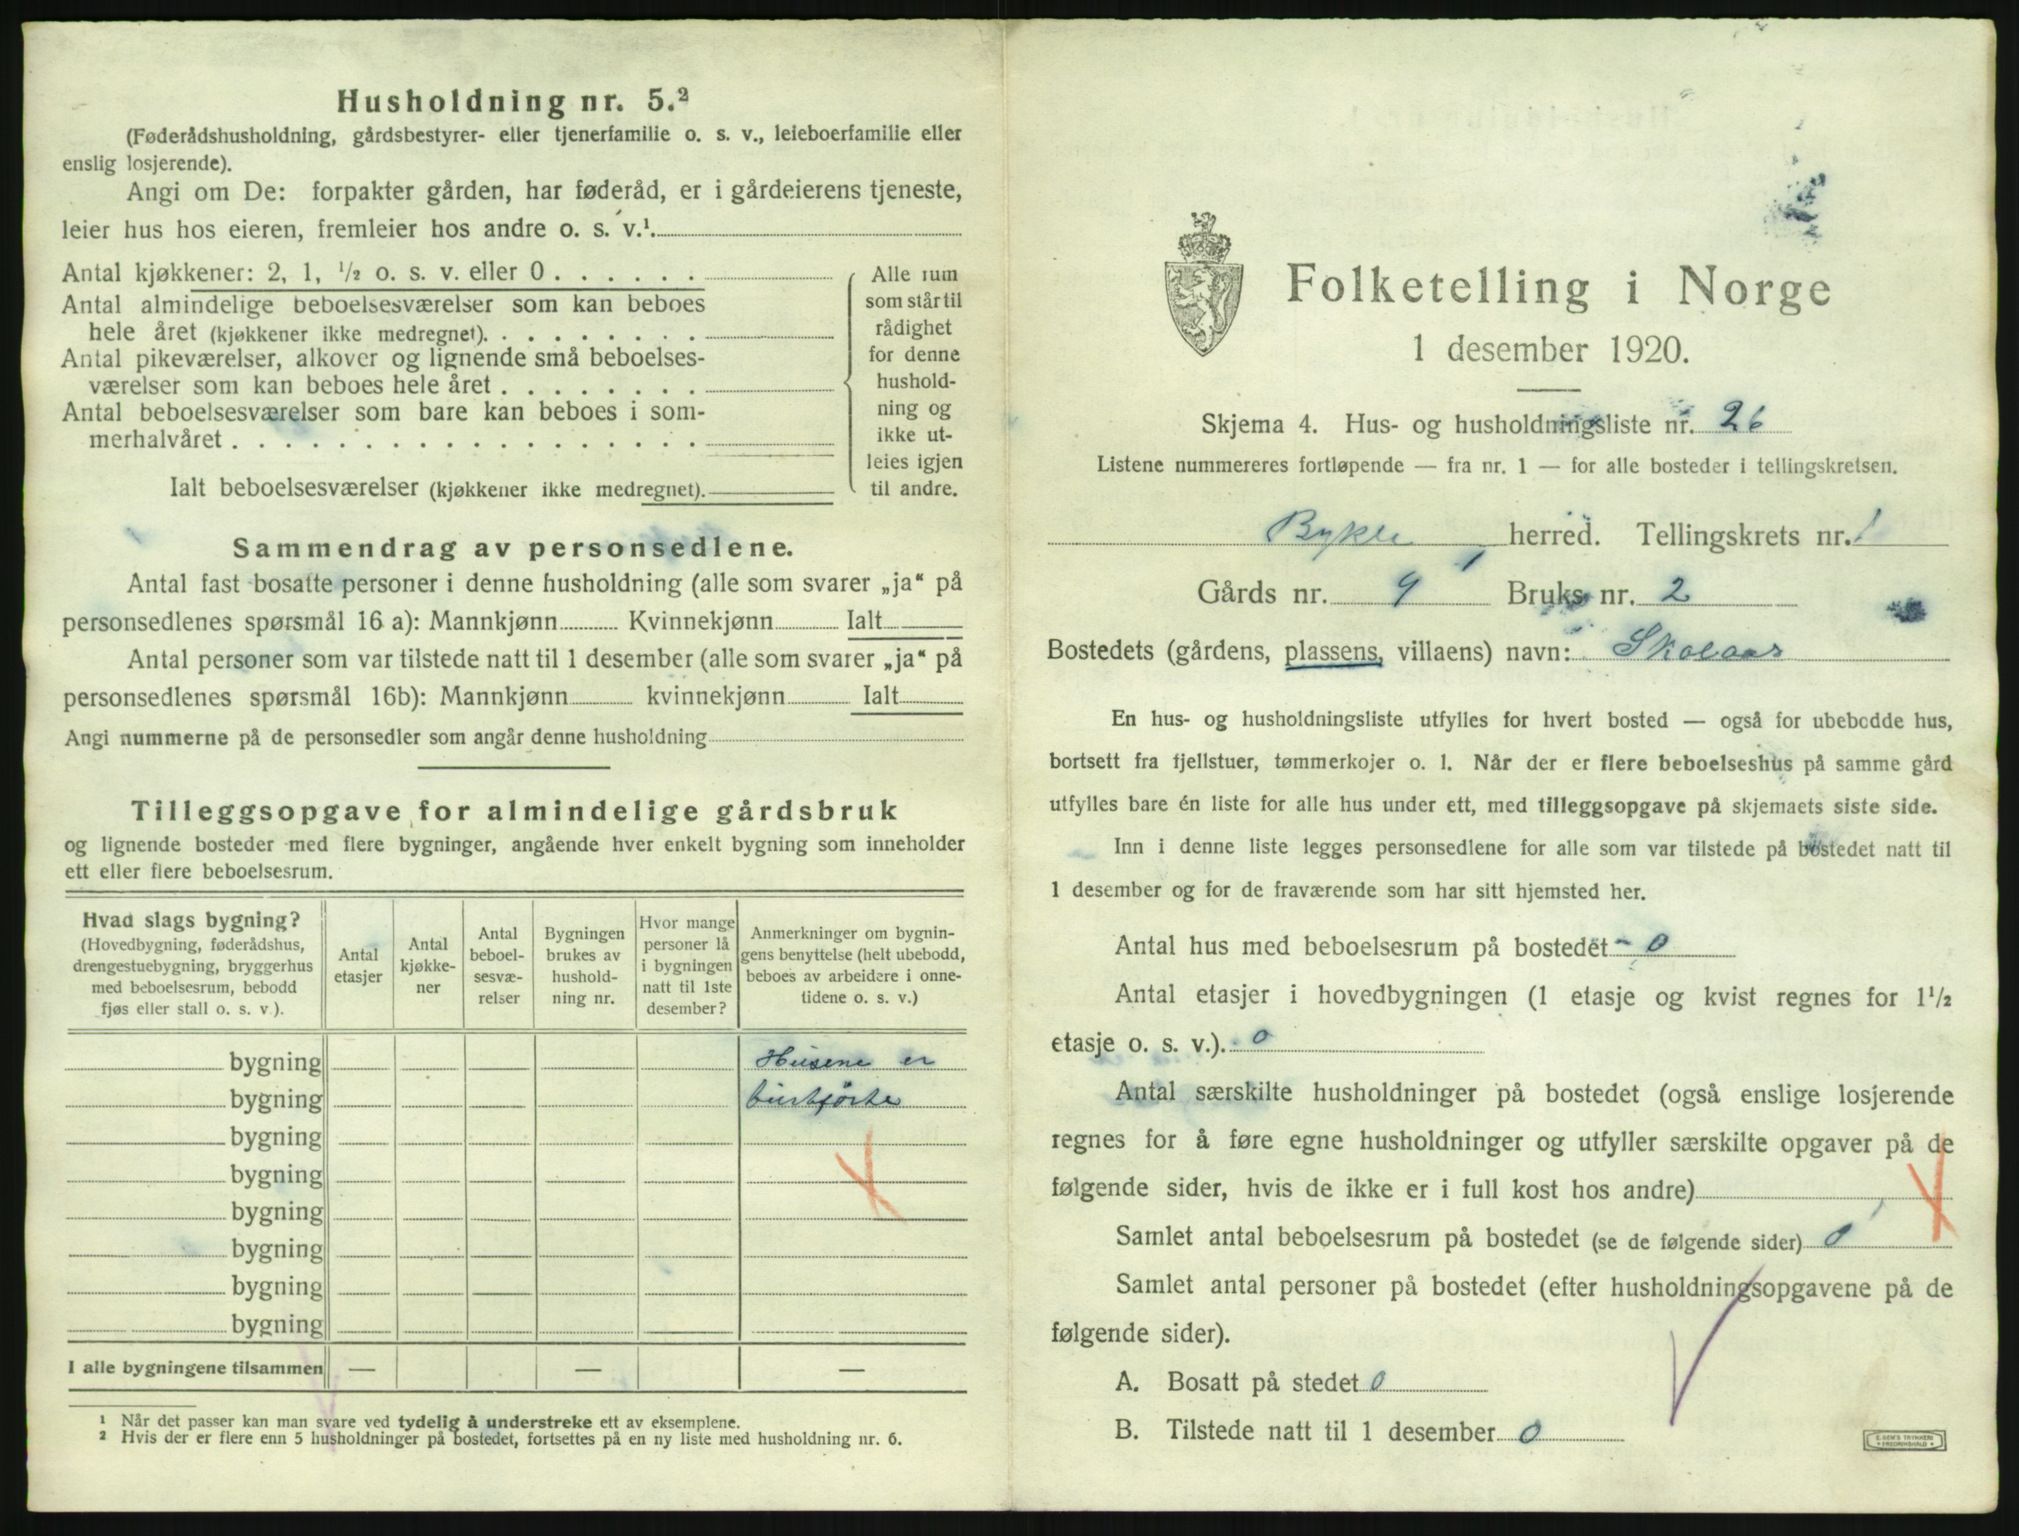 Husholdning nr. 5.²
(Føderådshusholdning, gårdsbestyrer- eller tjenerfamilie o. s. v., leieboerfamilie eller
enslig losjerende).
Angi om De: forpakter gården, har føderåd, er i gårdeierens tjeneste,
leier hus hos eieren, fremleier hos andre o. s. v.¹.
Antal kjøkkener: 2, 1, ½ o. s. v. eller 0 . . . . . .
Antal almindelige beboelsesværelser som kan beboes
hele året (kjøkkener ikke medregnet). . . . . . . . .
Antal pikeværelser, alkover og lignende små beboelses-
værelser som kan beboes hele året . . . . . . . .
Antal beboelsesværelser som bare kan beboes i som-
merhalvåret . . . . . . . . . . . . . . . . . .
Ialt beboelsesværelser (kjøkkener ikke medregnet).
Alle rum
som står til
rådighet
for denne
hushold-
ning og
ikke ut-
leies igjen
til andre.
Sammendrag av personsedlene.
Antal fast bosatte personer i denne husholdning (alle som svarer „ja“ på
personsedlenes spørsmål 16 a): Mannkjønn Kvinnekjønn Ialt
Antal personer som var tilstede natt til 1 desember (alle som svarer „ja“ på
personsedlenes spørsmål 16b): Mannkjønn kvinnekjønn Ialt
Angi nummerne på de personsedler som angår denne husholdning
Tilleggsopgave for almindelige gårdsbruk
og lignende bosteder med flere bygninger, angående hver enkelt bygning som inneholder
ett eller flere beboelsesrum.
Hvad slags bygning?
(Hovedbygning, føderådshus,
drengestuebygning, bryggerhus
med beboelsesrum, bebodd
fjøs eller stall o. s. v.).
Antal
etasjer
Antal
kjøkke-
ner
Antal
beboel-
sesvæ-
relser
Bygningen
brukes av
hushold-
ning nr.
Hvor mange
personer lå
i bygningen
natt til 1ste
desember?
Anmerkninger om bygnin-
gens benyttelse (helt ubebodd,
beboes av arbeidere i onne-
tidene o. s. v.)
bygning Husene er
bygning burtførte
bygning
bygning
bygning
bygning
bygning
bygning
I alle bygningene tilsammen — — —
¹ Når det passer kan man svare ved tydelig å understreke ett av eksemplene.
² Hvis der er flere enn 5 husholdninger på bostedet, fortsettes på en ny liste med husholdning nr. 6.
Folketelling i Norge
1 desember 1920.
Skjema 4. Hus- og husholdningsliste nr. 26
Listene nummereres fortløpende — fra nr. 1 — for alle bosteder i tellingskretsen.
Bykle herred. Tellingskrets nr. 1
Gårds nr. 9 Bruks nr. 2
Bostedets (gårdens, plassens, villaens) navn: Skolaas
En hus- og husholdningsliste utfylles for hvert bosted — også for ubebodde hus,
bortsett fra fjellstuer, tømmerkojer o. l. Når der er flere beboelseshus på samme gård
utfylles bare én liste for alle hus under ett, med tilleggsopgave på skjemaets siste side.
Inn i denne liste legges personsedlene for alle som var tilstede på bostedet natt til
1 desember og for de fraværende som har sitt hjemsted her.
Antal hus med beboelsesrum på bostedet 0
Antal etasjer i hovedbygningen (1 etasje og kvist regnes for 1½
etasje o. s. v.). 0
Antal særskilte husholdninger på bostedet (også enslige losjerende
regnes for å føre egne husholdninger og utfyller særskilte opgaver på de
følgende sider, hvis de ikke er i full kost hos andre)
Samlet antal beboelsesrum på bostedet (se de følgende sider) 0
Samlet antal personer på bostedet (efter husholdningsopgavene på de
følgende sider).
A. Bosatt på stedet 0
B. Tilstede natt til 1 desember 0
E. SEM'S TRYKKERI
FREDRIKSHALD